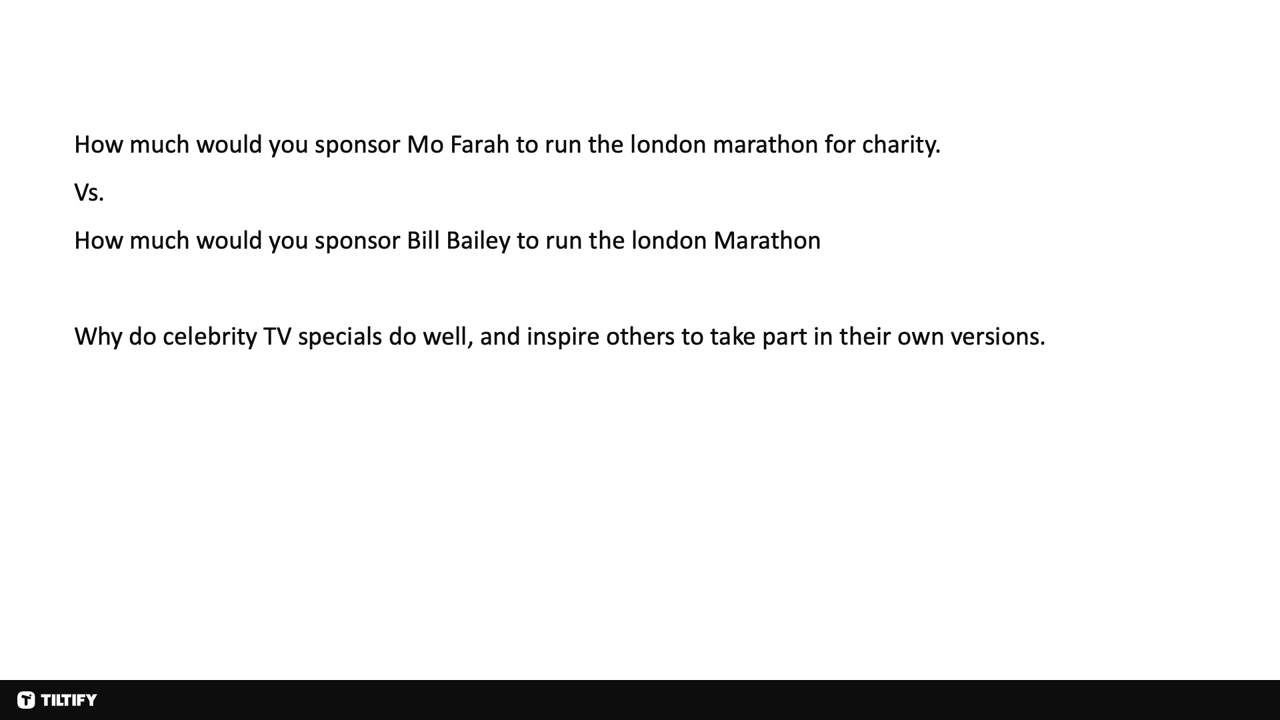 How much would you sponsor Mo Farah to run the london marathon for charity.
Vs.
How much would you sponsor Bill Bailey to run the london Marathon
Why do celebrity TV specials do well, and inspire others to take part in their own versions.
TILTIFY